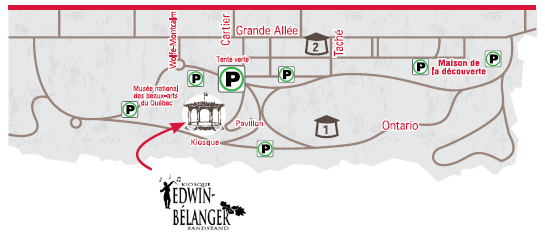 Grande Allée
Cartier
Wolfe-Montcalm
Taché
2
Tente verte
P
P
P
P
P
Maison de
la découverte
Musée national
des beaux-arts
du Québec
P
1
Pavillon
Ontario
Kiosque
P
KIOSQUE
EDWIN-
BÉLANGER
BANDSTAND